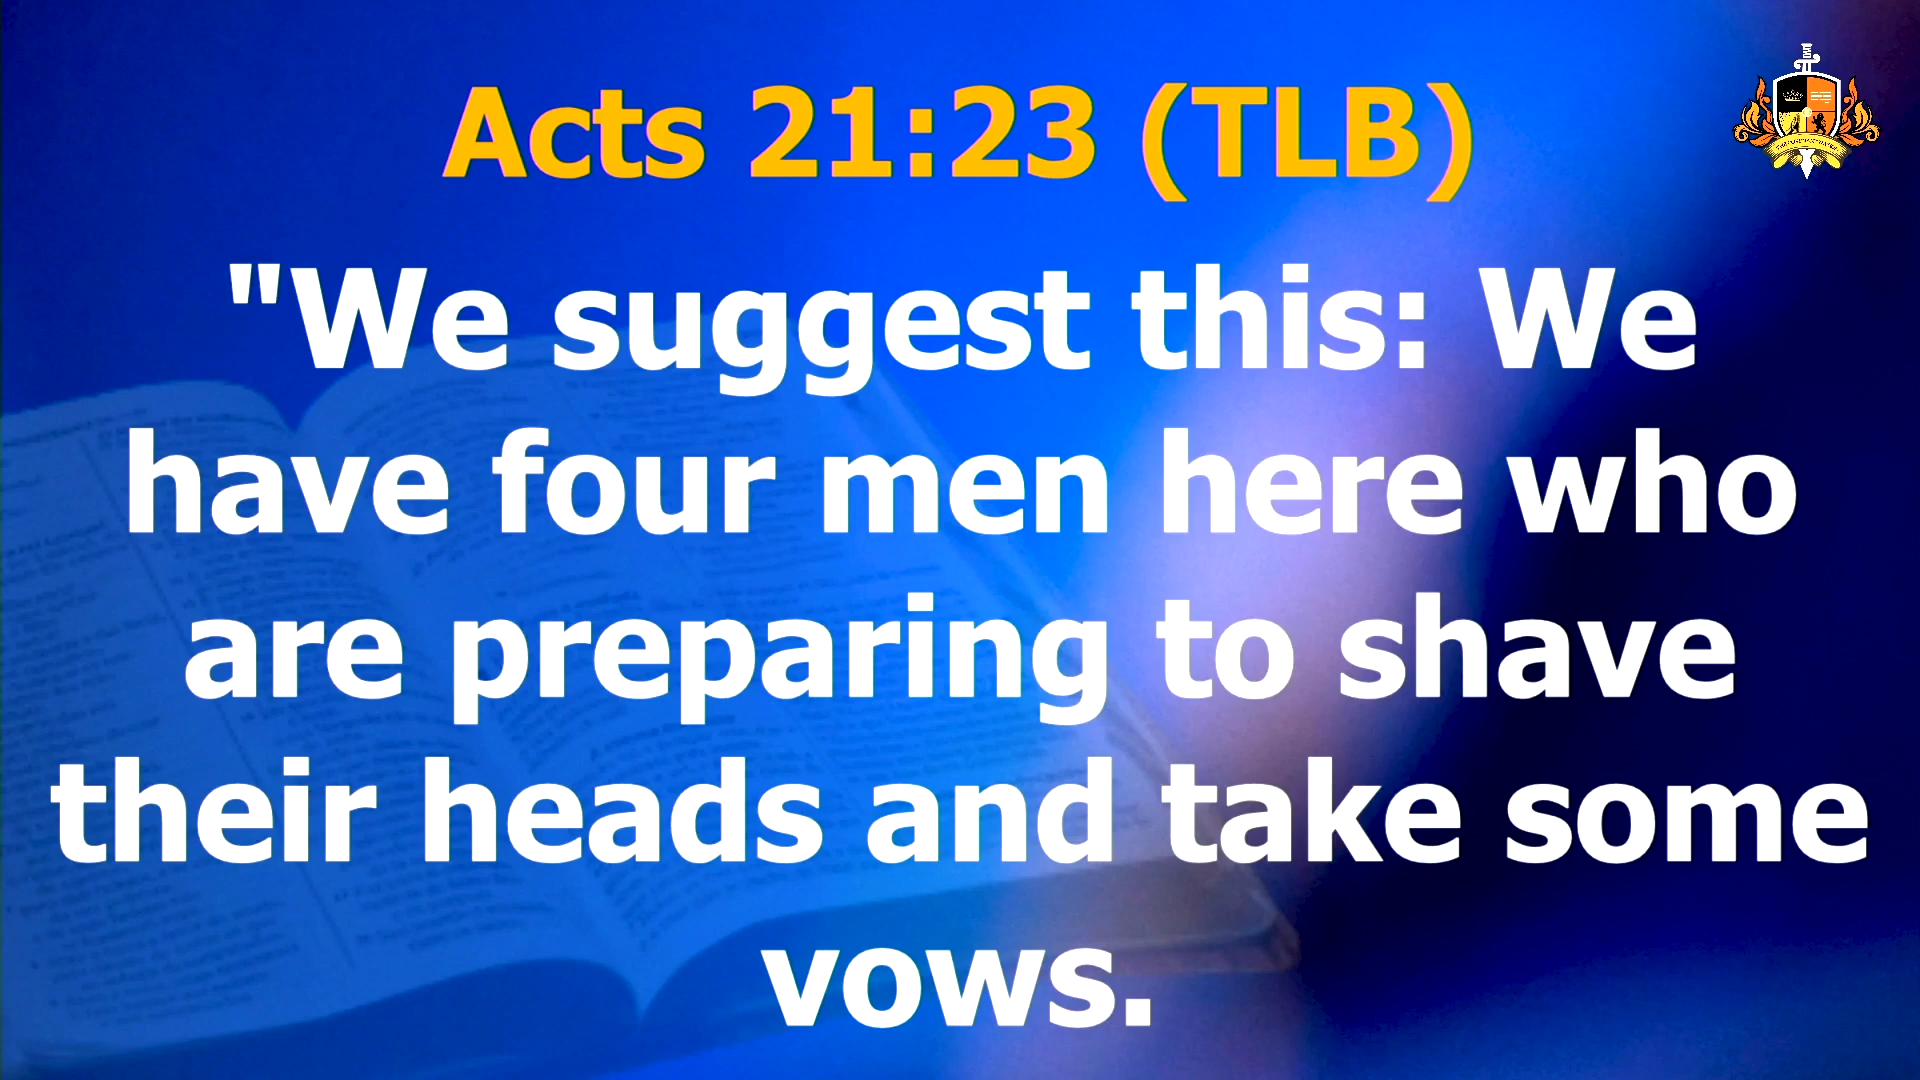 Acts 21:23 (TLB)
"We suggest this: We
have four men here who
are preparing to shave
their heads and take some
vows.